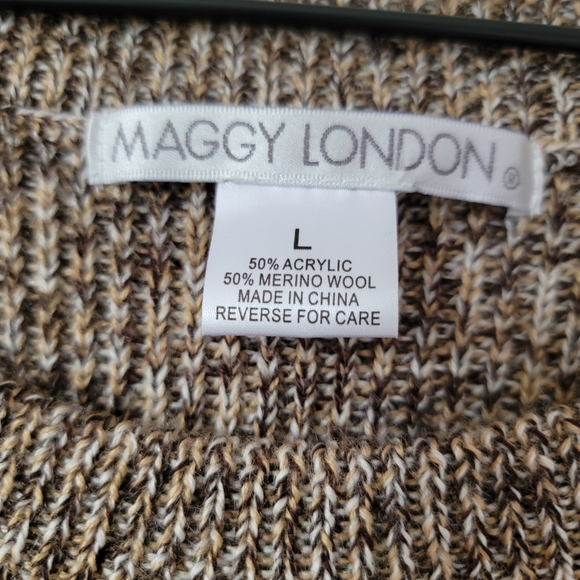 MAGGY LONDON®
L
50% ACRYLIC
50% MERINO WOOL
MADE IN CHINA
REVERSE FOR CARE